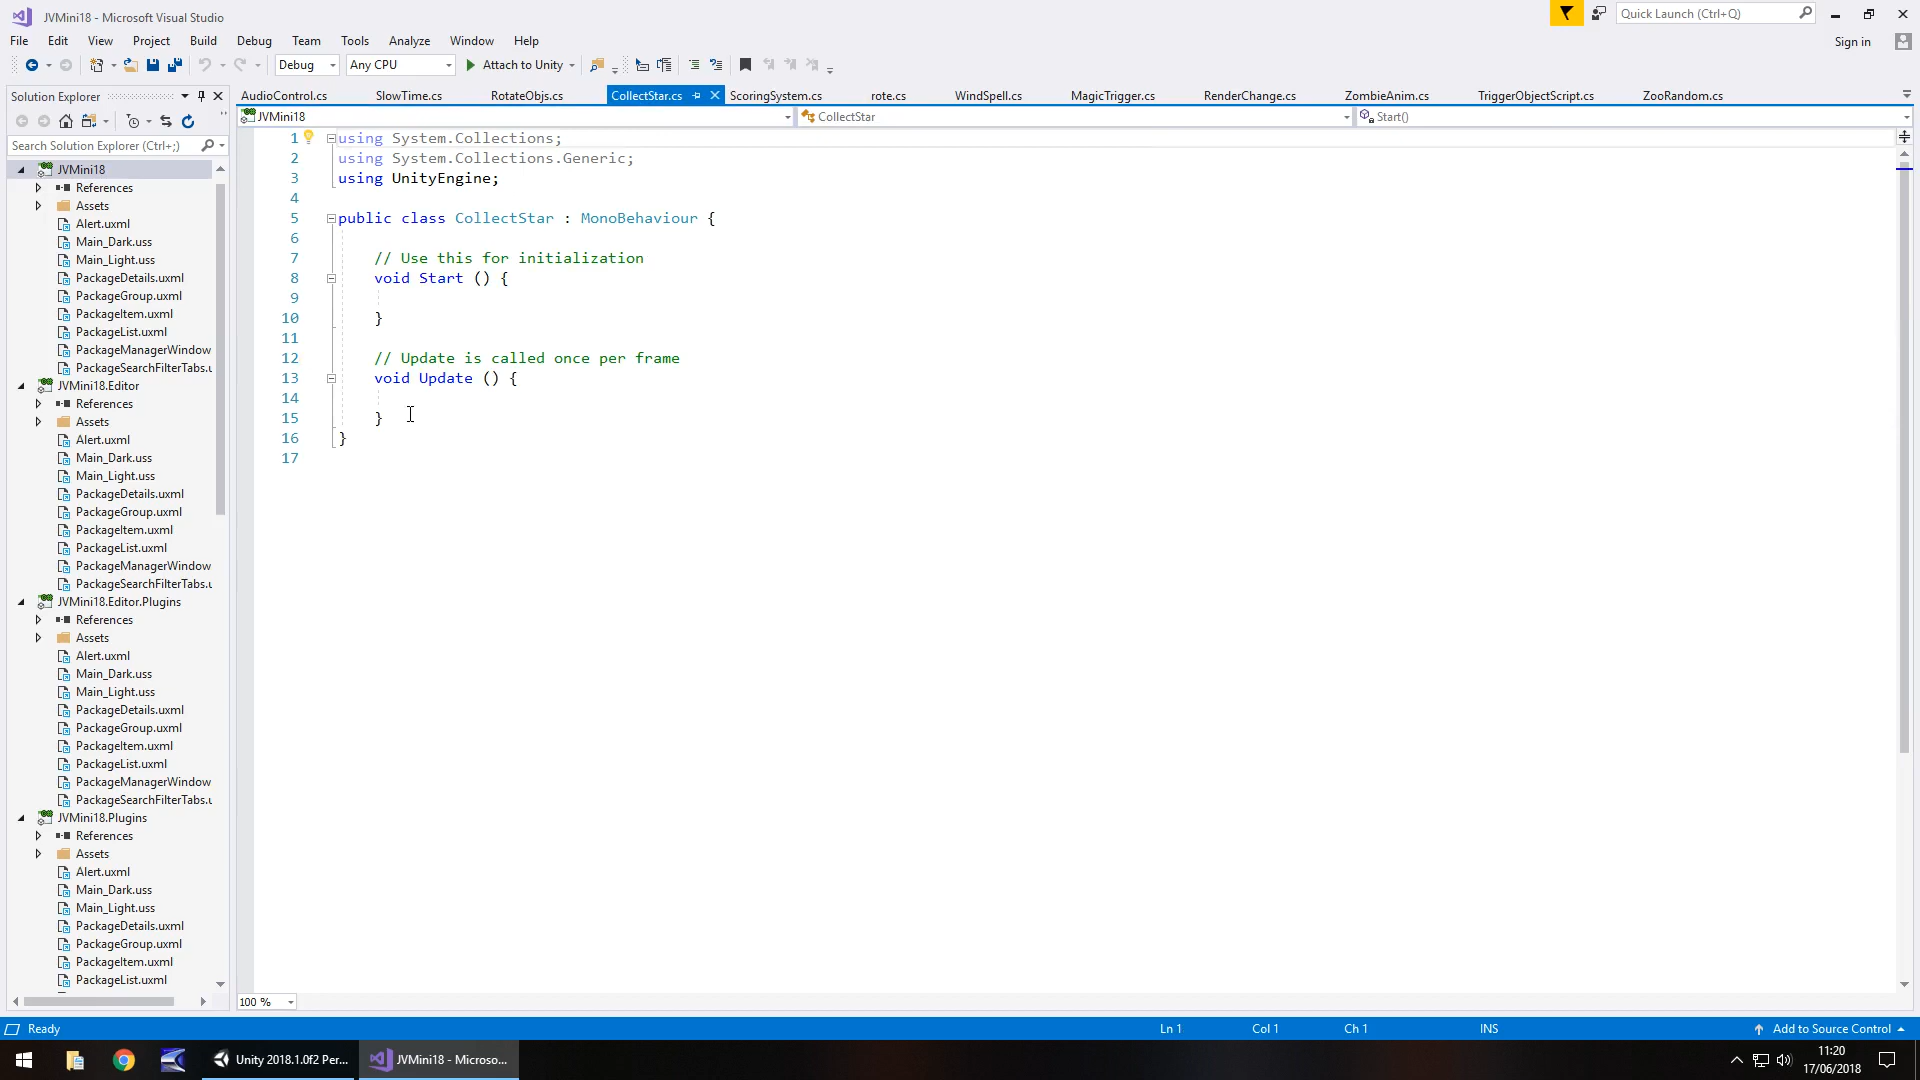 JVMini18 - Microsoft Visual Studio
Quick Launch (Ctrl+Q)
File Edit View Project Build Debug Team Tools Analyze Window Help
Sign in
Debug Any CPU Attach to Unity
Solution Explorer
AudioControl.cs SlowTime.cs RotateObjs.cs CollectStar.cs ScoringSystem.cs rote.cs WindSpell.cs MagicTrigger.cs RenderChange.cs ZombieAnim.cs TriggerObjectScript.cs ZooRandom.cs
JVMini18 CollectStar Start()
Search Solution Explorer (Ctrl+;)
JVMini18
References
Assets
Alert.uxml
Main_Dark.uss
Main_Light.uss
PackageDetails.uxml
PackageGroup.uxml
PackageItem.uxml
PackageList.uxml
PackageManagerWindow
PackageSearchFilterTabs.u
JVMini18.Editor
References
Assets
Alert.uxml
Main_Dark.uss
Main_Light.uss
PackageDetails.uxml
PackageGroup.uxml
PackageItem.uxml
PackageList.uxml
PackageManagerWindow
PackageSearchFilterTabs.u
JVMini18.Editor.Plugins
References
Assets
Alert.uxml
Main_Dark.uss
Main_Light.uss
PackageDetails.uxml
PackageGroup.uxml
PackageItem.uxml
PackageList.uxml
PackageManagerWindow
PackageSearchFilterTabs.u
JVMini18.Plugins
References
Assets
Alert.uxml
Main_Dark.uss
Main_Light.uss
PackageDetails.uxml
PackageGroup.uxml
PackageItem.uxml
PackageList.uxml
1 using System.Collections;
2 using System.Collections.Generic;
3 using UnityEngine;
4
5 public class CollectStar : MonoBehaviour {
6
7 // Use this for initialization
8 void Start () {
9
10 }
11
12 // Update is called once per frame
13 void Update () {
14
15 }
16 }
17
100 %
Ready Ln 1 Col 1 Ch 1 INS Add to Source Control
Unity 2018.1.0f2 Per... JVMini18 - Microso...
11:20
17/06/2018